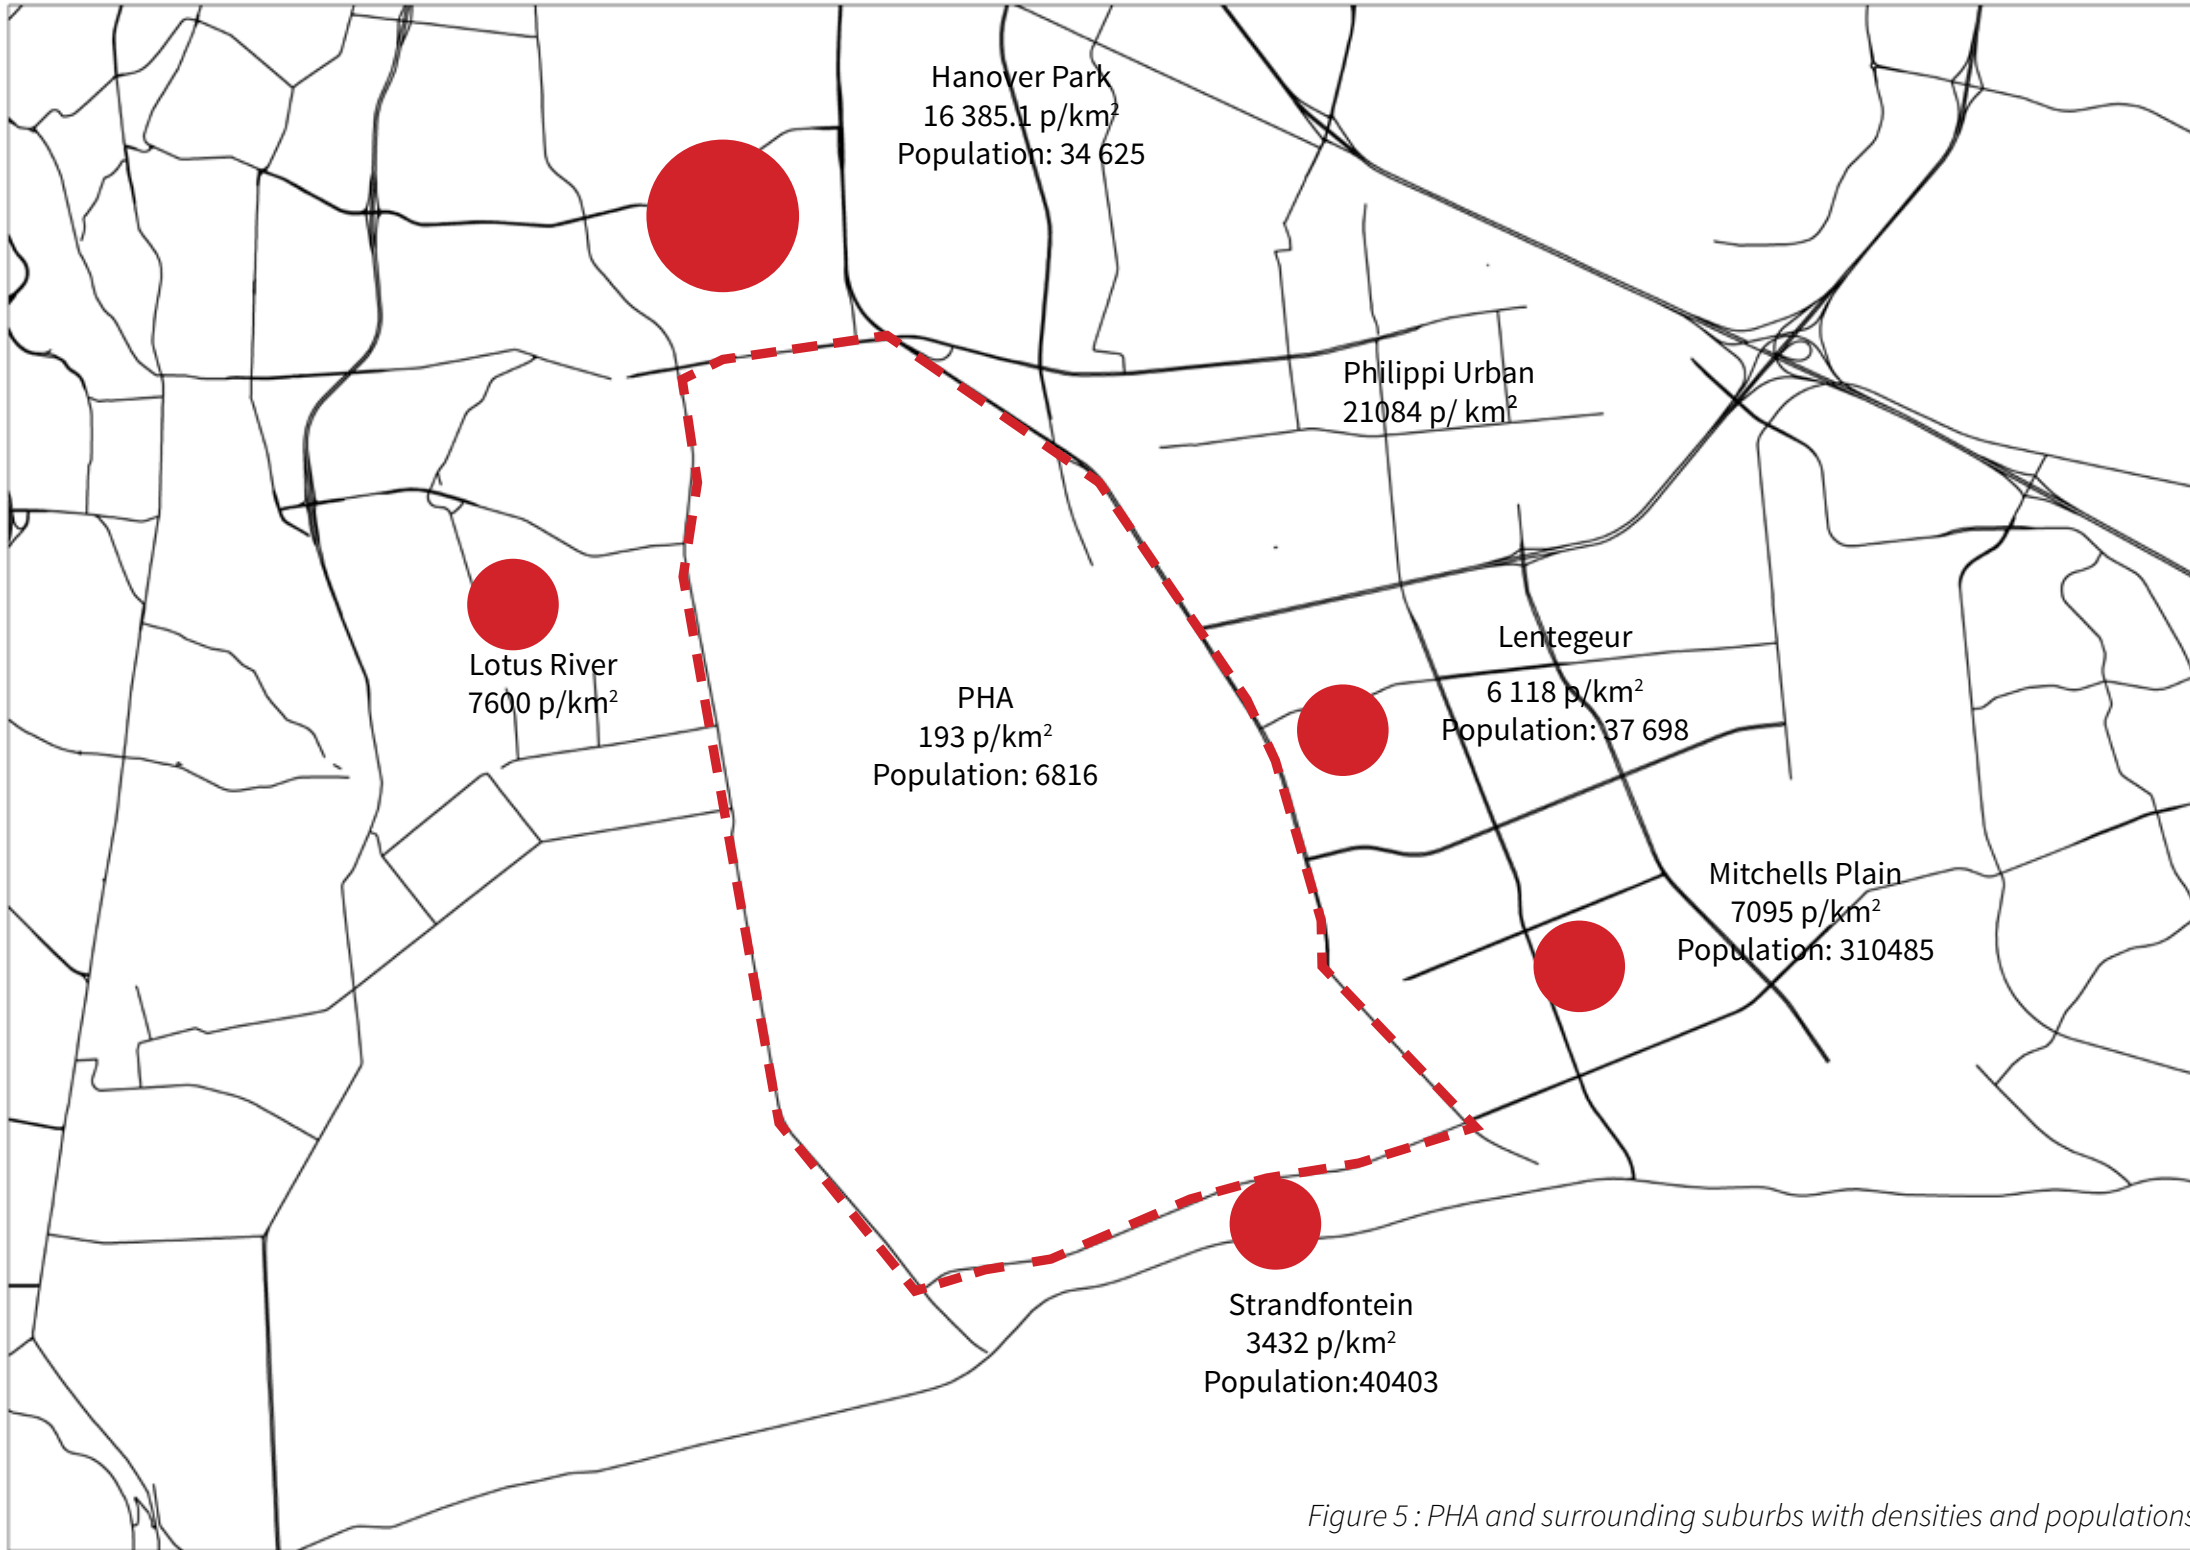 Hanover Park
16 385.1 p/km²
Population: 34 625
Philippi Urban
21084 p/ km²
Lotus River
7600 p/km²
PHA
193 p/km²
Population: 6816
Lentegeur
6 118 p/km²
Population: 37 698
Mitchells Plain
7095 p/km²
Population: 310485
Strandfontein
3432 p/km²
Population:40403
Figure 5 : PHA and surrounding suburbs with densities and populations